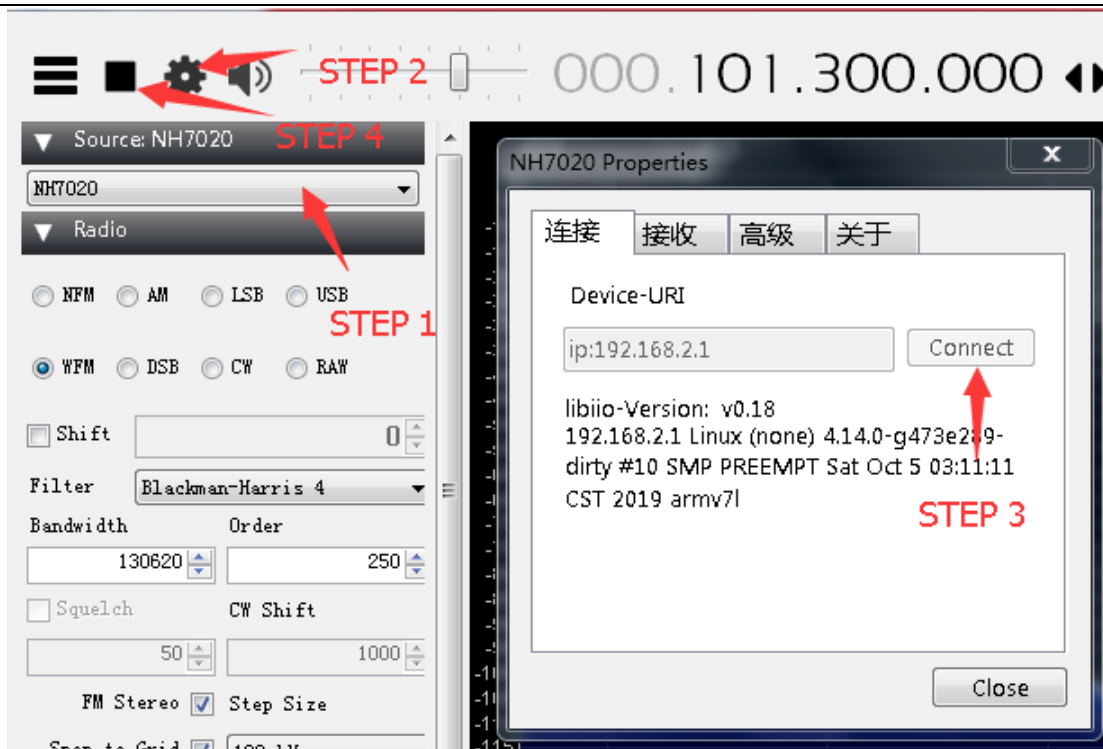 STEP 2
000.101.300.000
STEP 4
Source: NH7020
NH7020
Radio
NFM AM LSB USB
STEP 1
WFM DSB CW RAW
Shift 0
Filter Blackman-Harris 4
Bandwidth Order
130620 250
Squelch CW Shift
50 1000
FM Stereo Step Size
Snap to Grid
NH7020 Properties
x
连接 接收 高级 关于
Device-URI
ip:192.168.2.1 Connect
libiio-Version: v0.18
192.168.2.1 Linux (none) 4.14.0-g473e289-
dirty #10 SMP PREEMPT Sat Oct 5 03:11:11
CST 2019 armv7l
STEP 3
Close